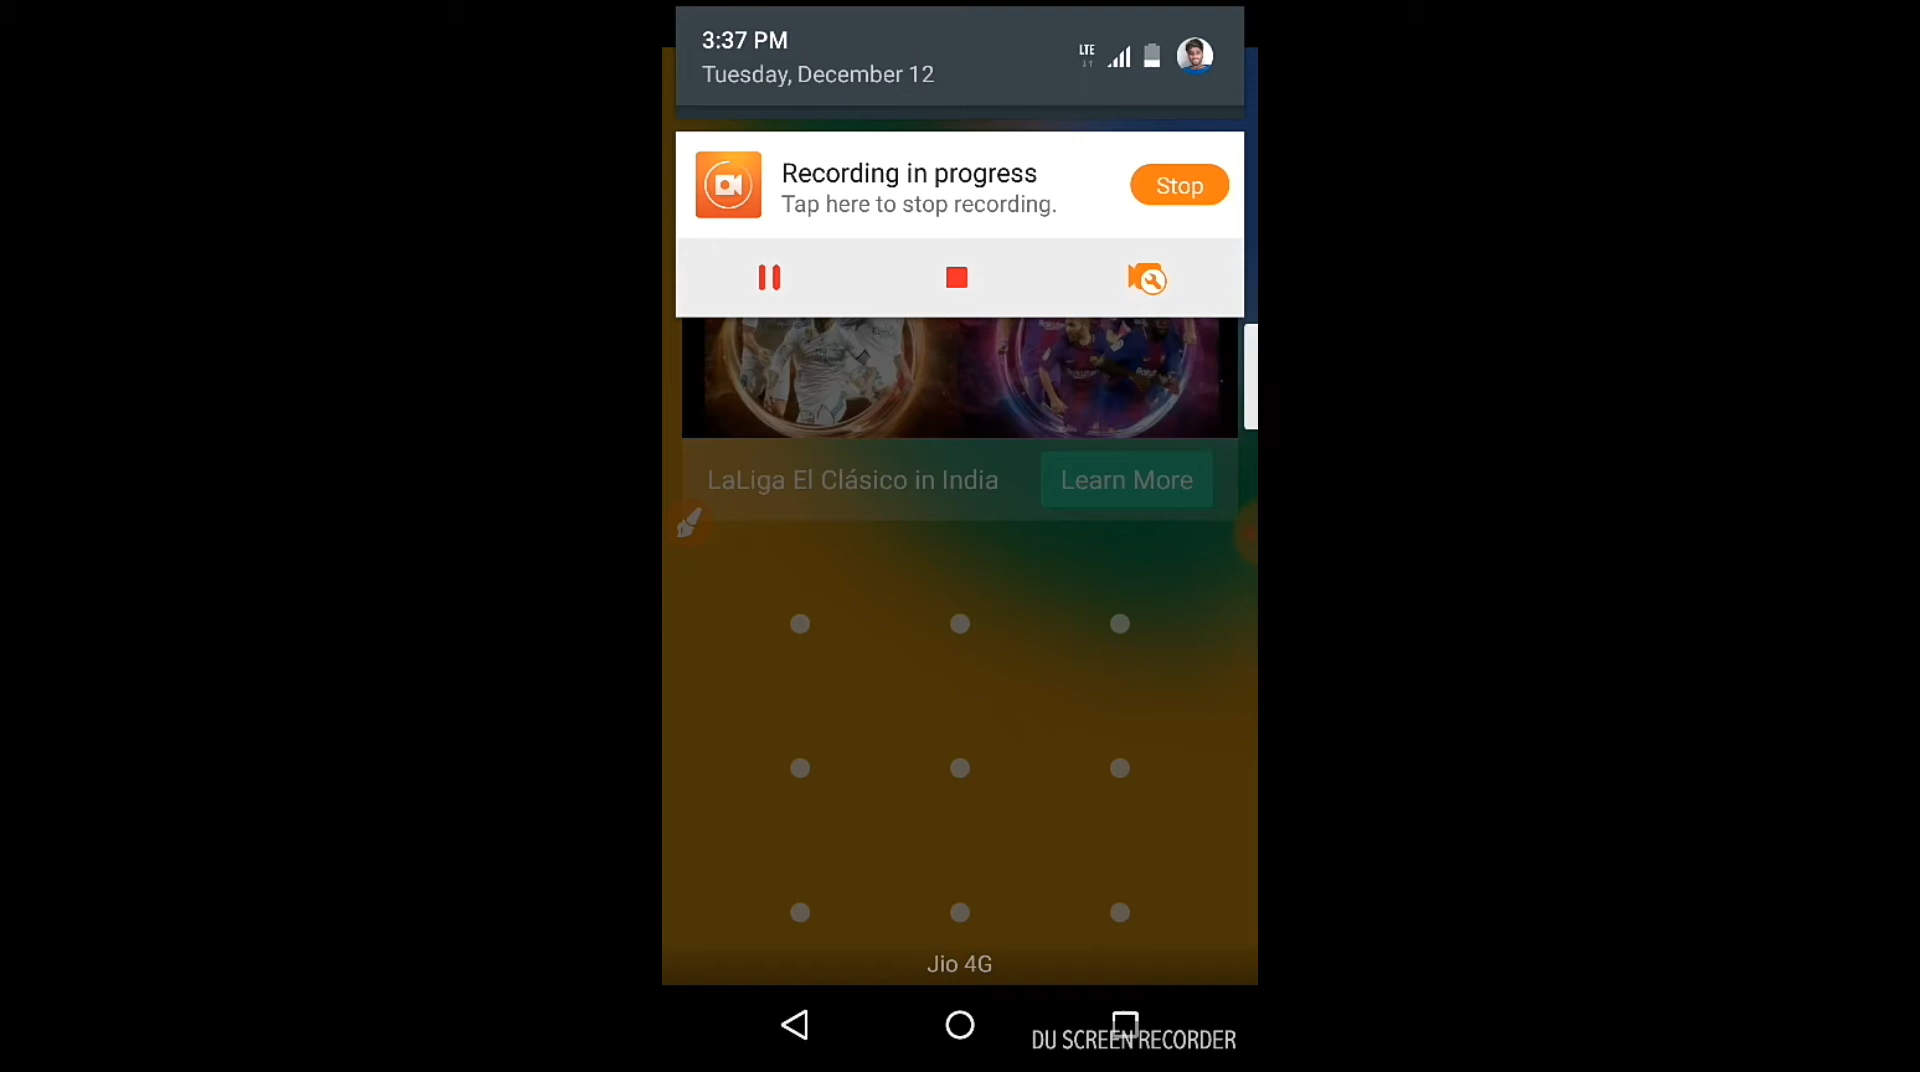 3:37 PM
LTE
Tuesday, December 12
Recording in progress
Tap here to stop recording.
Stop
LaLiga El Clásico in India
Learn More
Jio 4G
DU SCREEN RECORDER